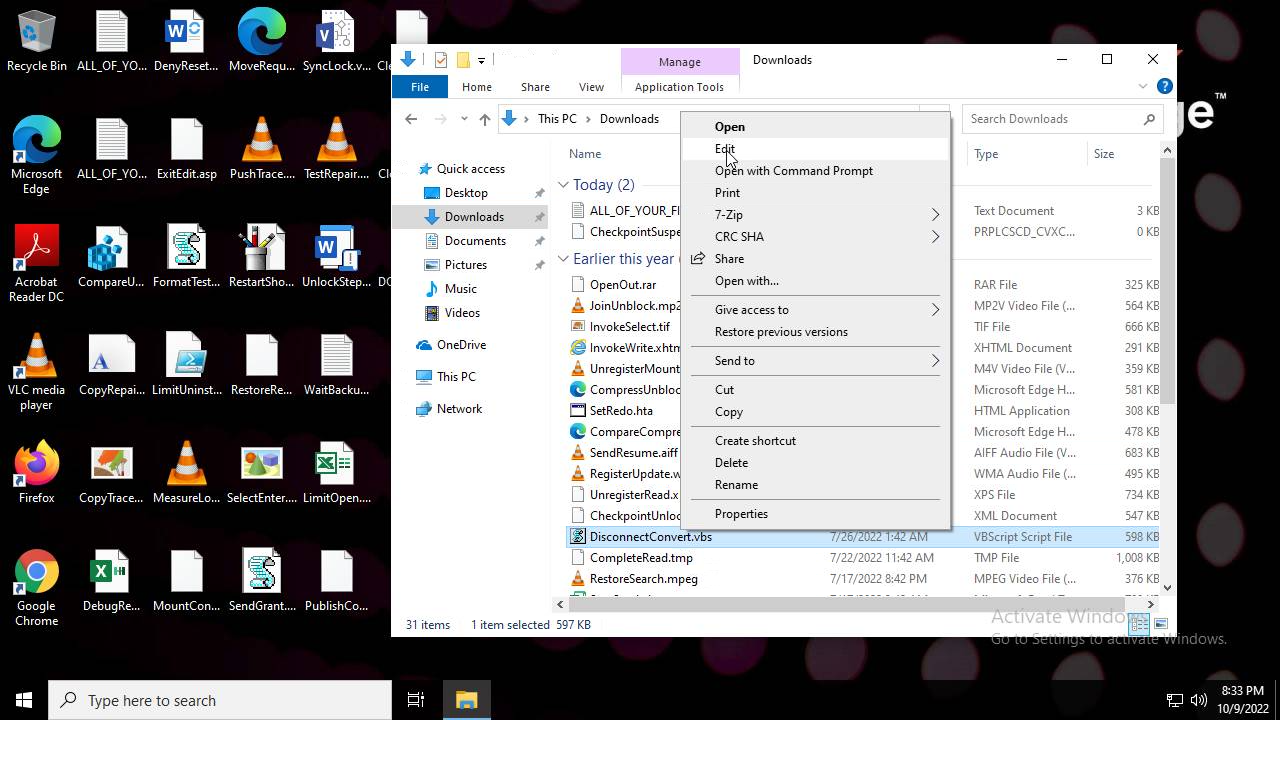 Recycle Bin
ALL_OF_YO...
DenyReset...
MoveRequ...
SyncLock.v...
Microsoft
Edge
ALL_OF_YO...
ExitEdit.asp
PushTrace....
TestRepair....
Acrobat
Reader DC
CompareU...
FormatTest...
RestartSho...
UnlockStep...
VLC media
player
CopyRepai...
LimitUninst...
RestoreRe...
WaitBacku...
Firefox
CopyTrace...
MeasureLo...
SelectEnter....
LimitOpen....
Google
Chrome
DebugRe...
MountCon...
SendGrant....
PublishCo...
Manage
Downloads
File
Home
Share
View
Application Tools
This PC
Downloads
Search Downloads
ge™
Quick access
Desktop
Downloads
Documents
Pictures
Music
Videos
OneDrive
This PC
Network
Name
Type
Size
Today (2)
ALL_OF_YOUR_FI
Text Document
3 KB
CheckpointSuspe
PRPLCSCD_CVXC...
0 KB
Earlier this year
OpenOut.rar
RAR File
325 KB
JoinUnblock.mp2
MP2V Video File (...
564 KB
InvokeSelect.tif
TIF File
666 KB
InvokeWrite.xhtm
XHTML Document
291 KB
UnregisterMount
M4V Video File (V...
359 KB
CompressUnbloc
Microsoft Edge H...
581 KB
SetRedo.hta
HTML Application
308 KB
CompareCompre
Microsoft Edge H...
478 KB
SendResume.aiff
AIFF Audio File (V...
683 KB
RegisterUpdate.w
WMA Audio File (...
495 KB
UnregisterRead.x
XPS File
734 KB
CheckpointUnloc
XML Document
547 KB
DisconnectConvert.vbs
7/26/2022 1:42 AM
VBScript Script File
598 KB
CompleteRead.tmp
7/22/2022 11:42 AM
TMP File
1,008 KB
RestoreSearch.mpeg
7/17/2022 8:42 PM
MPEG Video File (...
376 KB
Open
Edit
Open with Command Prompt
Print
7-Zip
CRC SHA
Share
Open with...
Give access to
Restore previous versions
Send to
Cut
Copy
Create shortcut
Delete
Rename
Properties
31 items
1 item selected 597 KB
Activate Windows
Go to Settings to activate Windows.
Type here to search
8:33 PM
10/9/2022